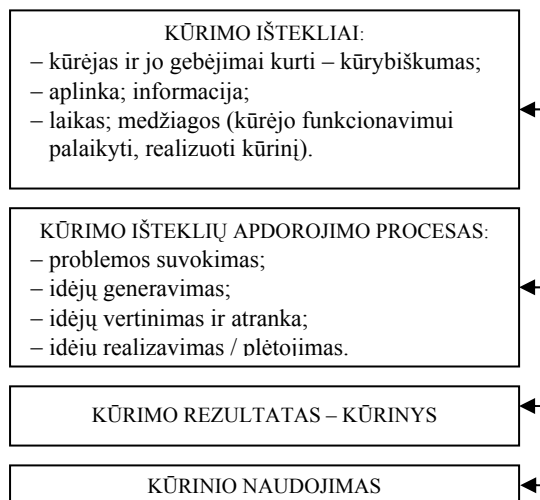 KŪRIMO IŠTEKLIAI:
– kūrėjas ir jo gebėjimai kurti – kūrybiškumas;
– aplinka; informacija;
– laikas; medžiagos (kūrėjo funkcionavimui
palaikyti, realizuoti kūrinį).
KŪRIMO IŠTEKLIŲ APDOROJIMO PROCESAS:
– problemos suvokimas;
– idėjų generavimas;
– idėjų vertinimas ir atranka;
– idėjų realizavimas / plėtojimas.
KŪRIMO REZULTATAS – KŪRINYS
KŪRINIO NAUDOJIMAS